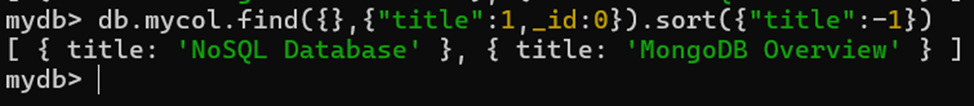 mydb> db.mycol.find({},{"title":1,_id:0}).sort({"title":-1})
[ { title: 'NoSQL Database' }, { title: 'MongoDB Overview' } ]
mydb>